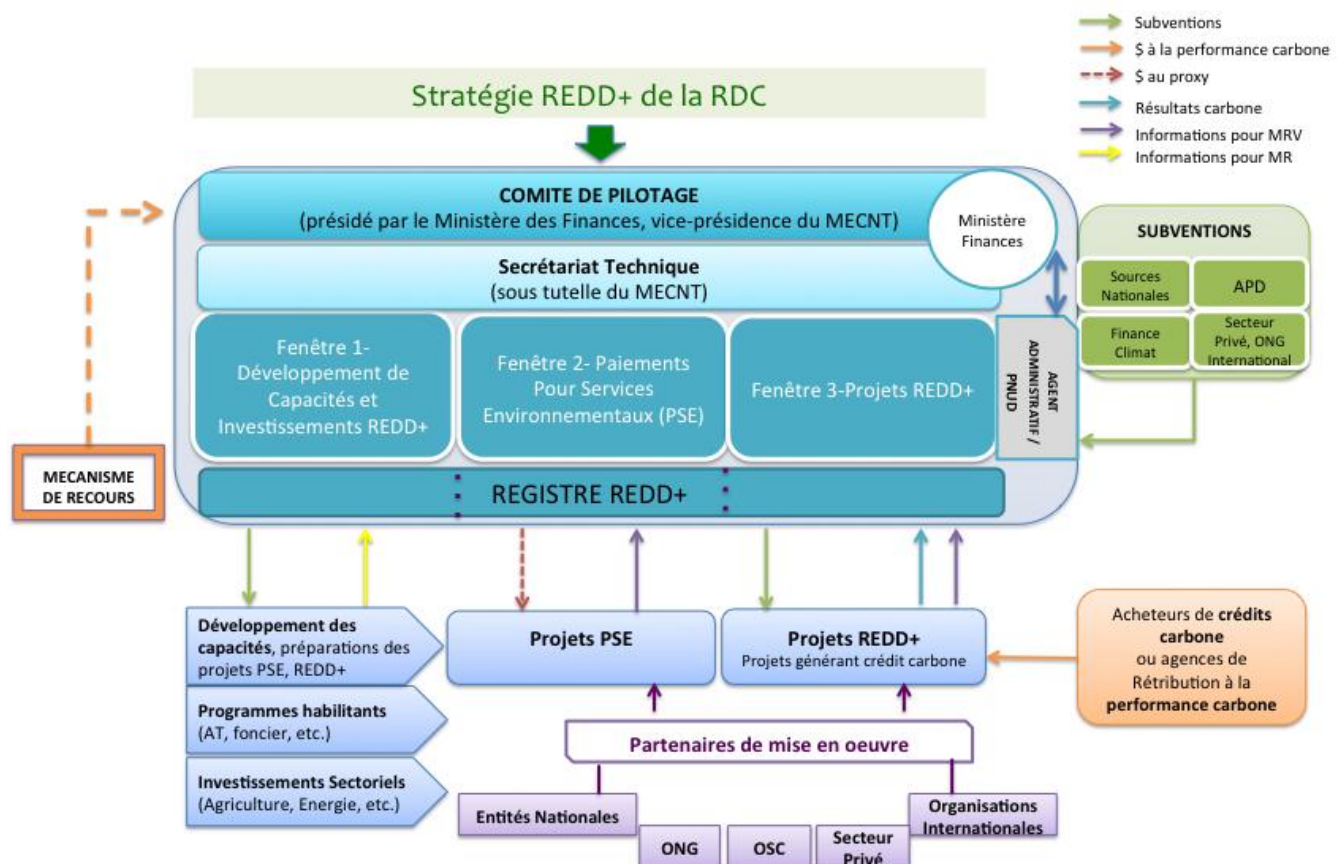 Subventions
$ à la performance carbone
$ au proxy
Résultats carbone
Informations pour MRV
Informations pour MR
Stratégie REDD+ de la RDC
COMITE DE PILOTAGE
(présidé par le Ministère des Finances, vice-présidence du MECNT)
Ministère
Finances
Secrétariat Technique
(sous tutelle du MECNT)
SUBVENTIONS
Sources
Nationales
APD
Finance
Climat
Secteur
Privé, ONG
International
Fenêtre 1-
Développement de
Capacités et
Investissements REDD+
Fenêtre 2- Paiements
Pour Services
Environnementaux (PSE)
Fenêtre 3-Projets REDD+
AGENT
ADMINISTRATIF /
PNUD
MECANISME
DE RECOURS
REGISTRE REDD+
Développement des
capacités, préparations des
projets PSE, REDD+
Projets PSE
Projets REDD+
Projets générant crédit carbone
Acheteurs de crédits
carbone
ou agences de
Rétribution à la
performance carbone
Programmes habilitants
(AT, foncier, etc.)
Partenaires de mise en oeuvre
Investissements Sectoriels
(Agriculture, Energie, etc.)
Entités Nationales
ONG
OSC
Secteur
Privé
Organisations
Internationales